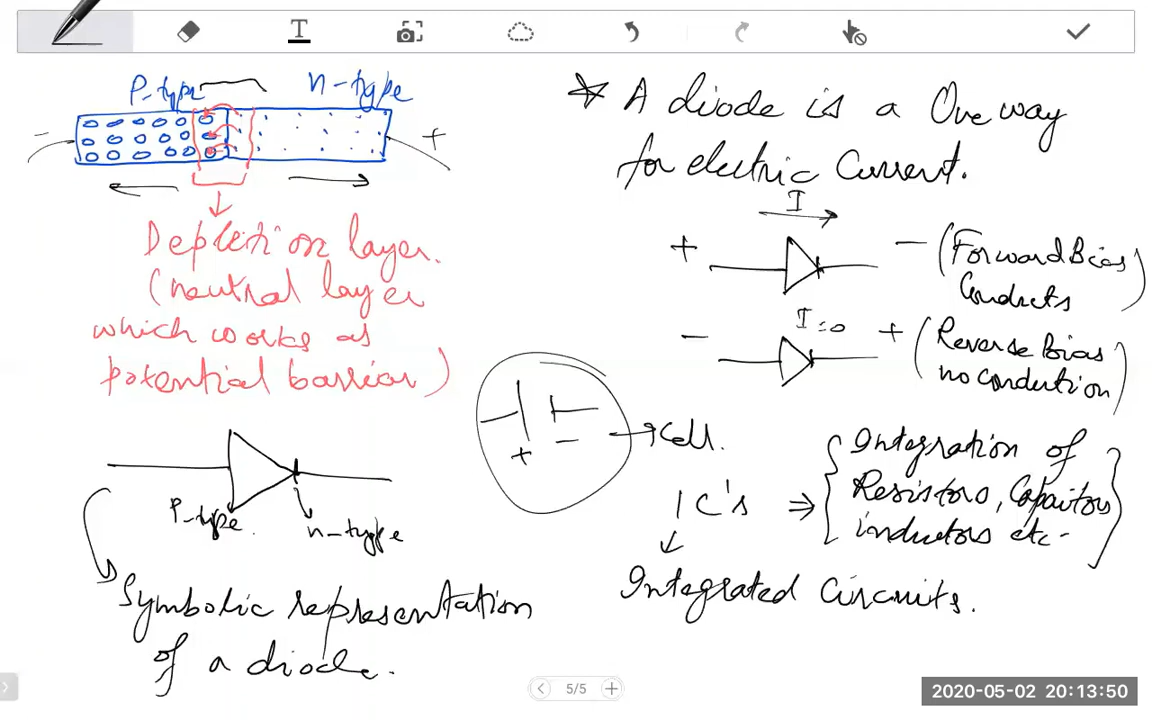 T
P-type
n-type
-
+
Depletion layer.
(neutral layer
which works as
potential barrier)
P-type
n-type
Symbolic representation
of a diode.
* A diode is a One way
for electric Current.
I
+
- (Forward Bias
Conducts)
I=0
-
+ (Reverse Bias
no condution)
+
-
Cell.
IC's ⇒ {Integration of
Resistors, Capaitors
inductors etc-}
Integrated Circuits.
5/5
2020-05-02 20:13:50